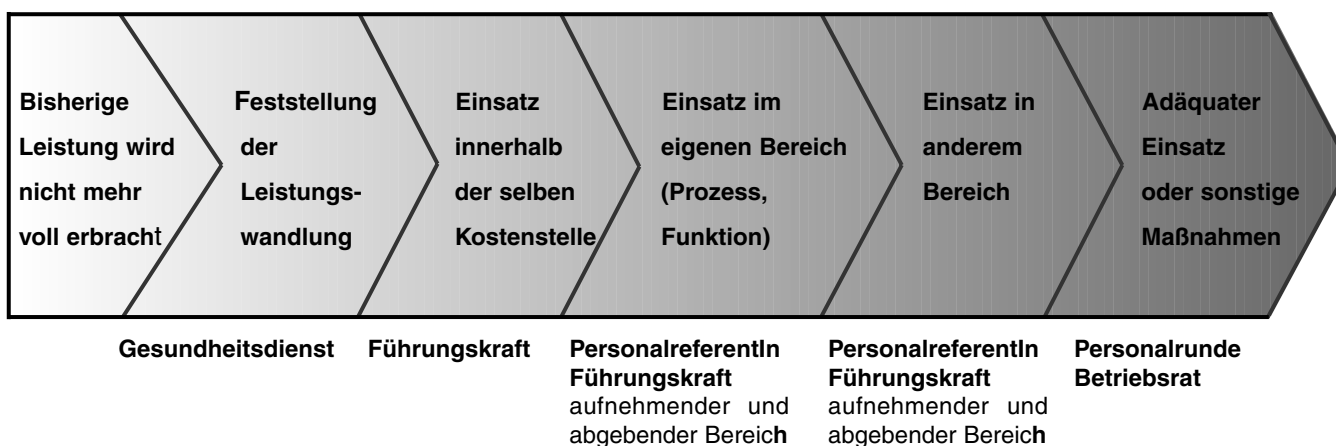 Bisherige
Leistung wird
nicht mehr
voll erbracht
Feststellung
der
Leistungs-
wandlung
Einsatz
innerhalb
der selben
Kostenstelle
Einsatz im
eigenen Bereich
(Prozess,
Funktion)
Einsatz in
anderem
Bereich
Adäquater
Einsatz
oder sonstige
Maßnahmen
Gesundheitsdienst
Führungskraft
PersonalreferentIn
Führungskraft
aufnehmender und
abgebender Bereich
PersonalreferentIn
Führungskraft
aufnehmender und
abgebender Bereich
Personalrunde
Betriebsrat